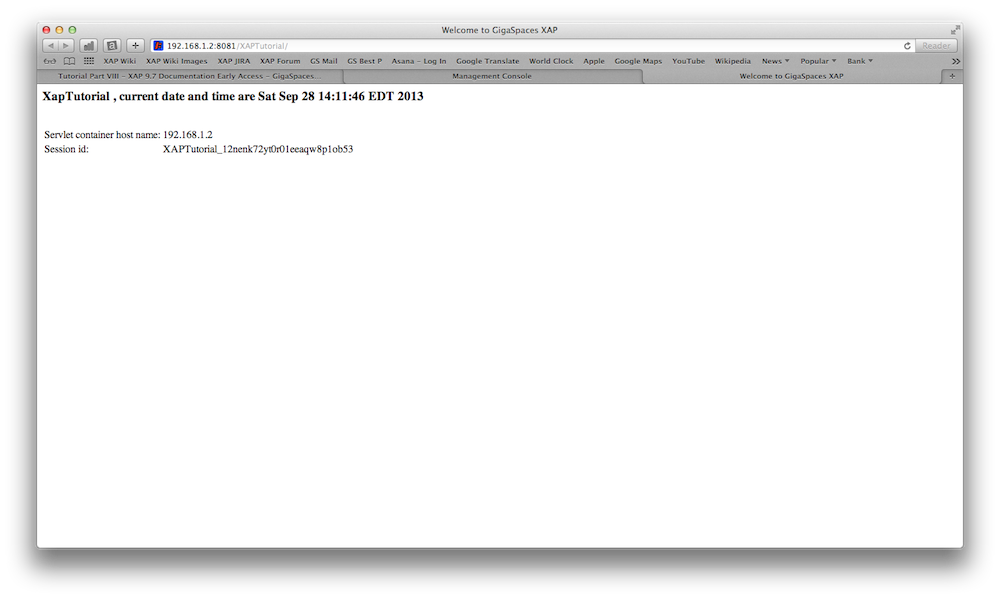 Welcome to GigaSpaces XAP
192.168.1.2:8081/XAPTutorial/
Reader
XAP Wiki XAP Wiki Images XAP JIRA XAP Forum GS Mail GS Best P Asana – Log In Google Translate World Clock Apple Google Maps YouTube Wikipedia News Popular Bank
Tutorial Part VIII – XAP 9.7 Documentation Early Access – GigaSpaces... Management Console Welcome to GigaSpaces XAP
XapTutorial , current date and time are Sat Sep 28 14:11:46 EDT 2013
Servlet container host name: 192.168.1.2
Session id: XAPTutorial_12nenk72yt0r01eeaqw8p1ob53